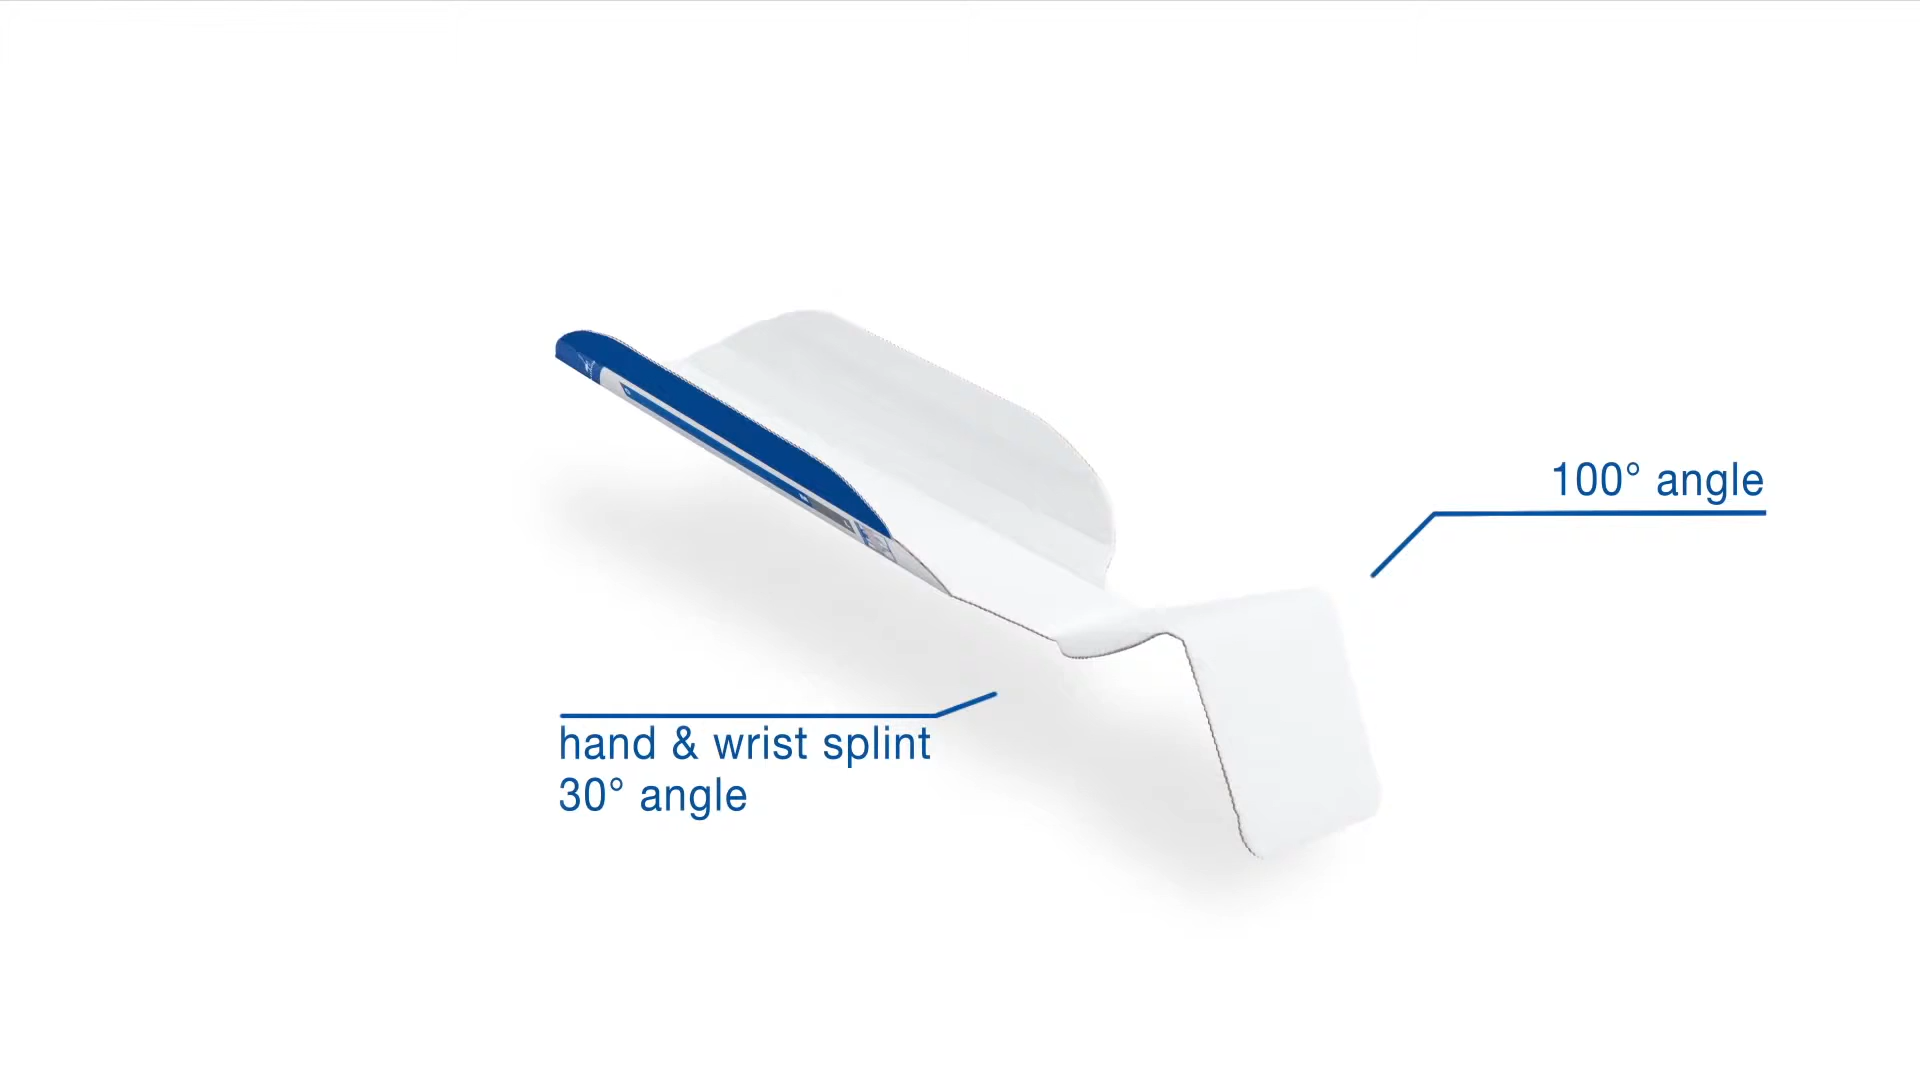 100° angle
hand & wrist splint
30° angle